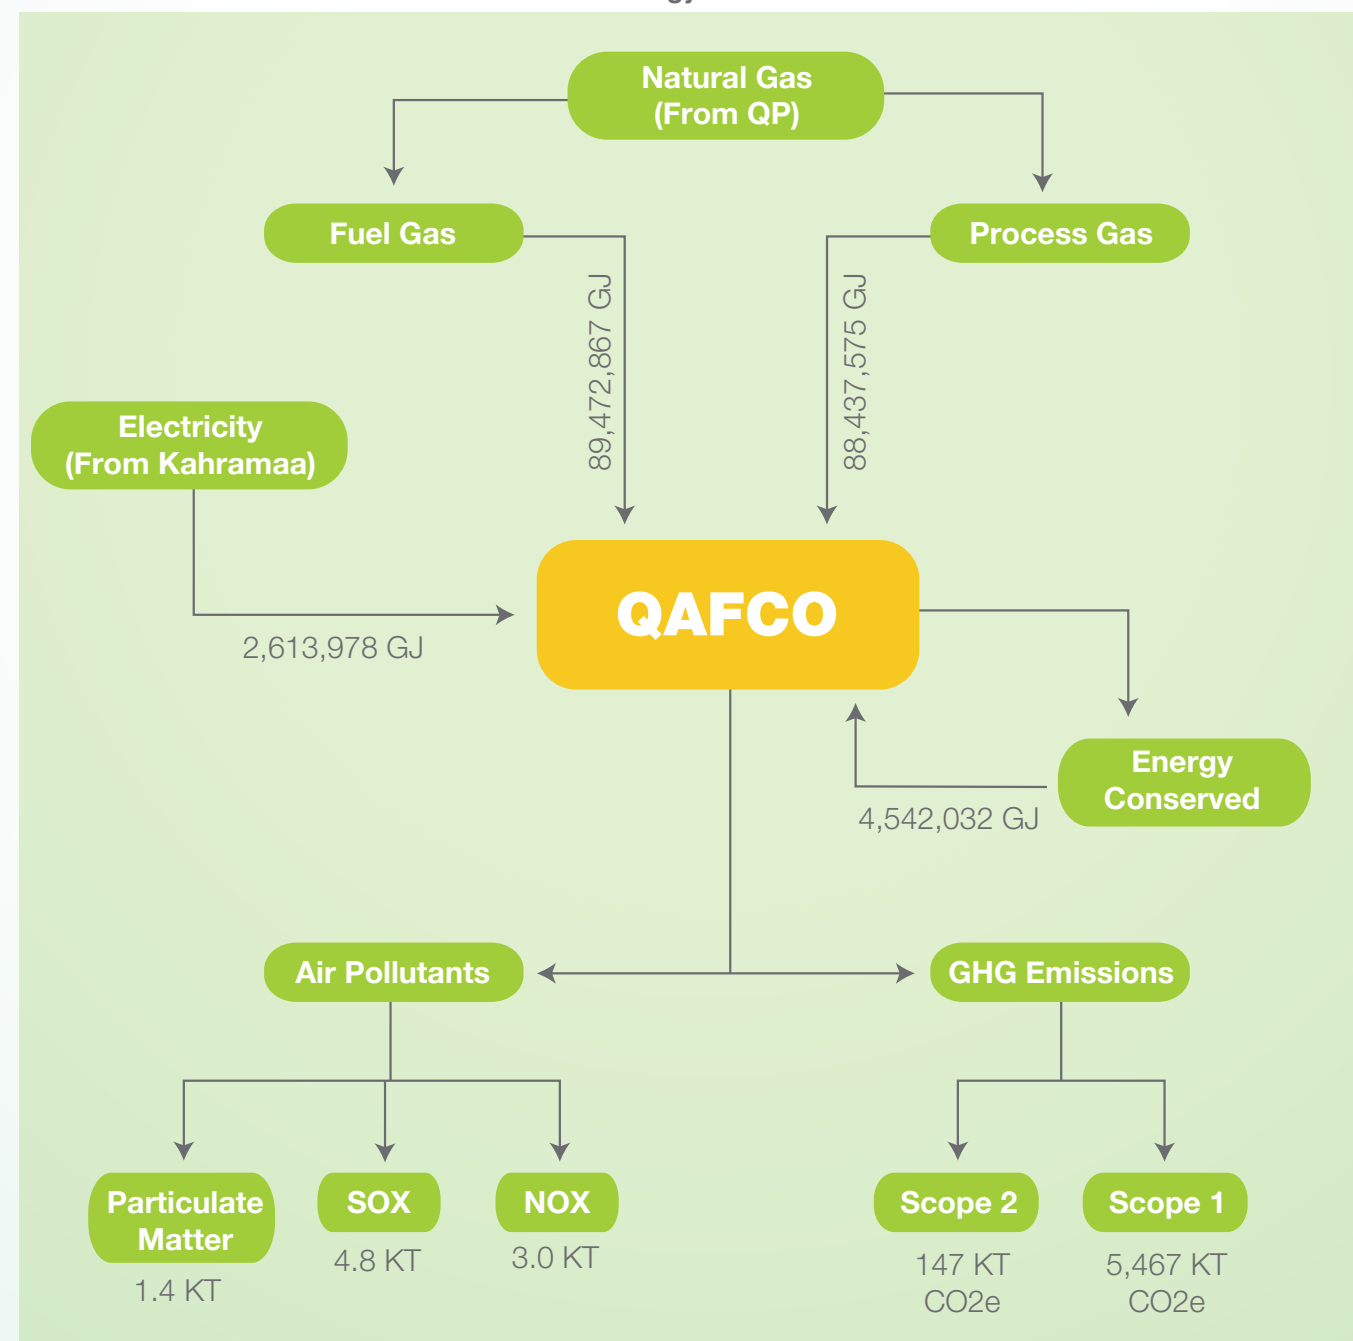 Natural Gas
(From QP)
Fuel Gas
Process Gas
89,472,867 GJ
88,437,575 GJ
Electricity
(From Kahramaa)
QAFCO
2,613,978 GJ
Energy
Conserved
4,542,032 GJ
Air Pollutants
GHG Emissions
Particulate
Matter
1.4 KT
SOX
4.8 KT
NOX
3.0 KT
Scope 2
147 KT
CO2e
Scope 1
5,467 KT
CO2e